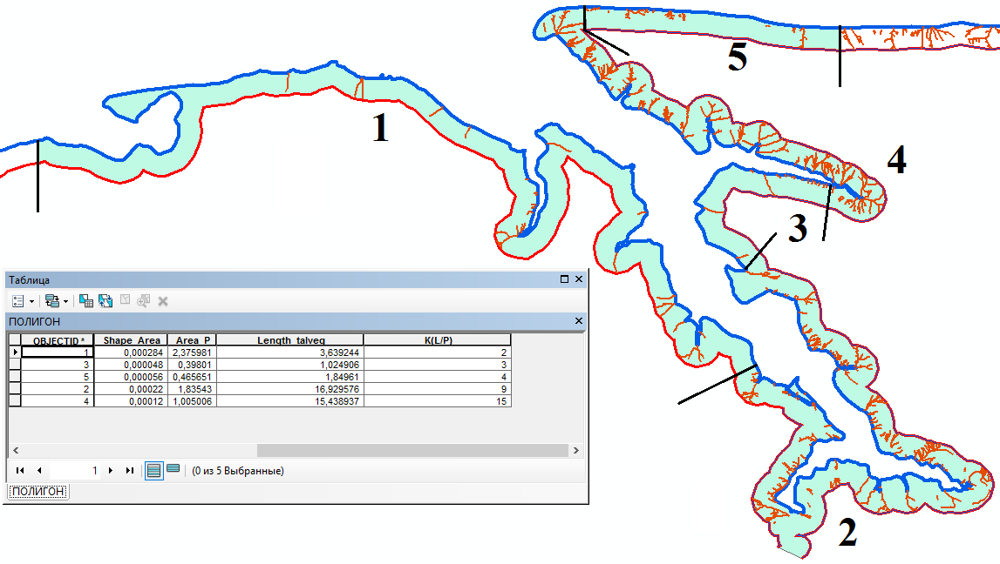 5
1
4
3
2
Таблица
ПОЛИГОН
OBJECTID * Shape_Area Area_P Length_talveg K(L/P)
1 0,000284 2,375981 3,639244 2
3 0,000048 0,39801 1,024906 3
5 0,000056 0,465651 1,84961 4
2 0,00022 1,83543 16,929576 9
4 0,00012 1,005006 15,438937 15
1 (0 из 5 Выбранные)
ПОЛИГОН